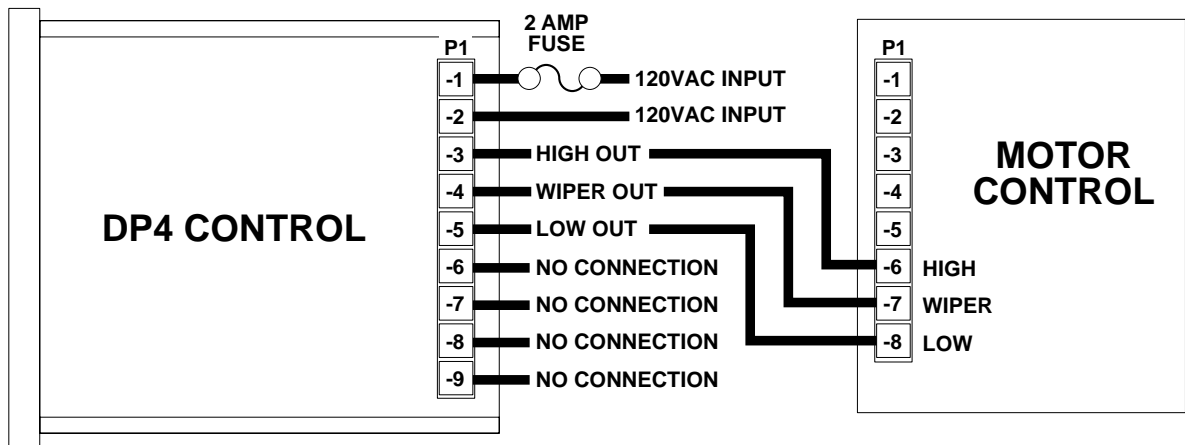 2 AMP
FUSE
P1
-1
120VAC INPUT
-2
120VAC INPUT
-3
HIGH OUT
-4
WIPER OUT
-5
LOW OUT
-6
NO CONNECTION
-7
NO CONNECTION
-8
NO CONNECTION
-9
NO CONNECTION
DP4 CONTROL
P1
-1
-2
-3
-4
-5
-6
HIGH
-7
WIPER
-8
LOW
MOTOR
CONTROL